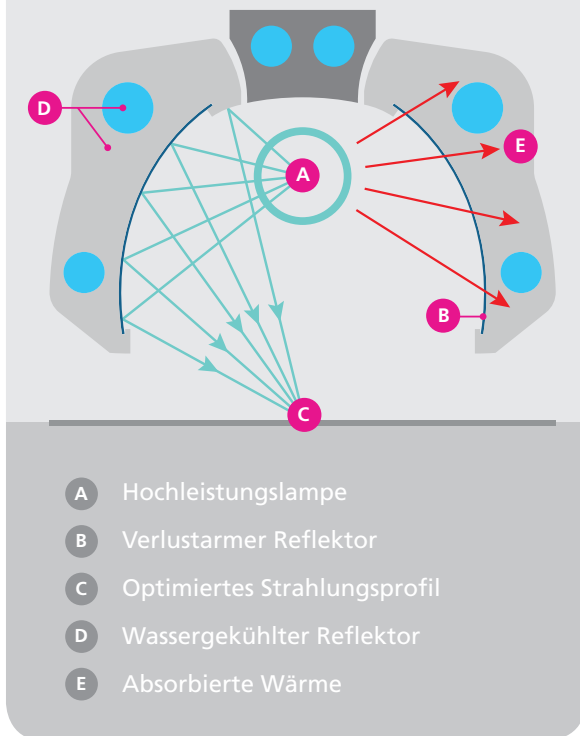 D
A
E
B
C
A Hochleistungslampe
B Verlustarmer Reflektor
C Optimiertes Strahlungsprofil
D Wassergekühlter Reflektor
E Absorbierte Wärme